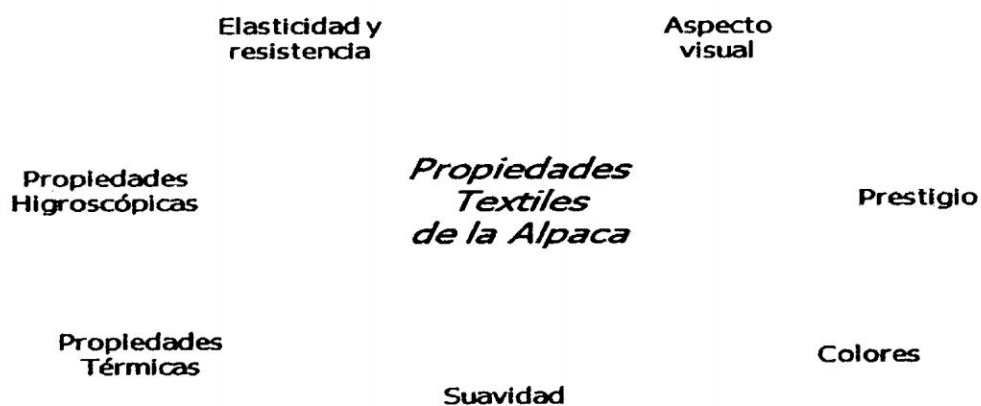 Elasticidad y
resistencia
Aspecto
visual
Propiedades
Higroscópicas
Propiedades
Textiles
de la Alpaca
Prestigio
Propiedades
Térmicas
Colores
Suavidad